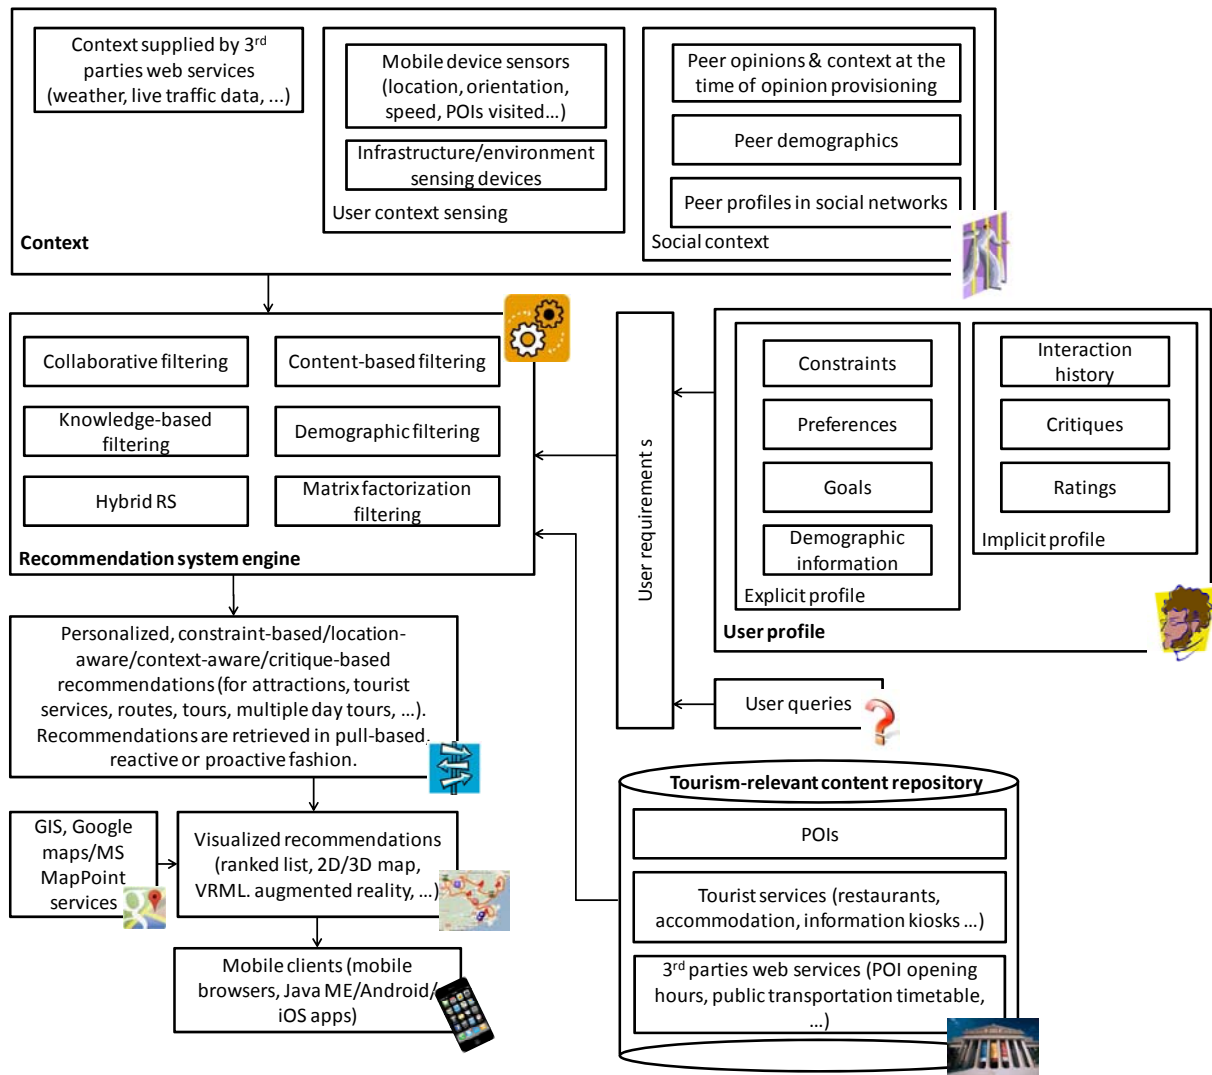 Context supplied by 3rd
parties web services
(weather, live traffic data, ...)
Mobile device sensors
(location, orientation,
speed, POIs visited...)
Infrastructure/environment
sensing devices
User context sensing
Peer opinions & context at the
time of opinion provisioning
Peer demographics
Peer profiles in social networks
Social context
Context
Collaborative filtering
Content-based filtering
Knowledge-based
filtering
Demographic filtering
Hybrid RS
Matrix factorization
filtering
Recommendation system engine
User requirement s
Constraints
Preferences
Goals
Demographic
information
Explicit profile
Interaction
history
Critiques
Ratings
Implicit profile
User profile
User queries
Personalized, constraint-based/location-
aware/context-aware/critique-based
recommendations (for attractions, tourist
services, routes, tours, multiple day tours, ...).
Recommendations are retrieved in pull-based,
reactive or proactive fashion.
GIS, Google
maps/MS
MapPoint
services
Visualized recommendations
(ranked list, 2D/3D map,
VRML. augmented reality, ...)
Mobile clients (mobile
browsers, Java ME/Android/
iOS apps)
Tourism-relevant content repository
POIs
Tourist services (restaurants,
accommodation, information kiosks ...)
3rd parties web services (POI opening
hours, public transportation timetable,
...)